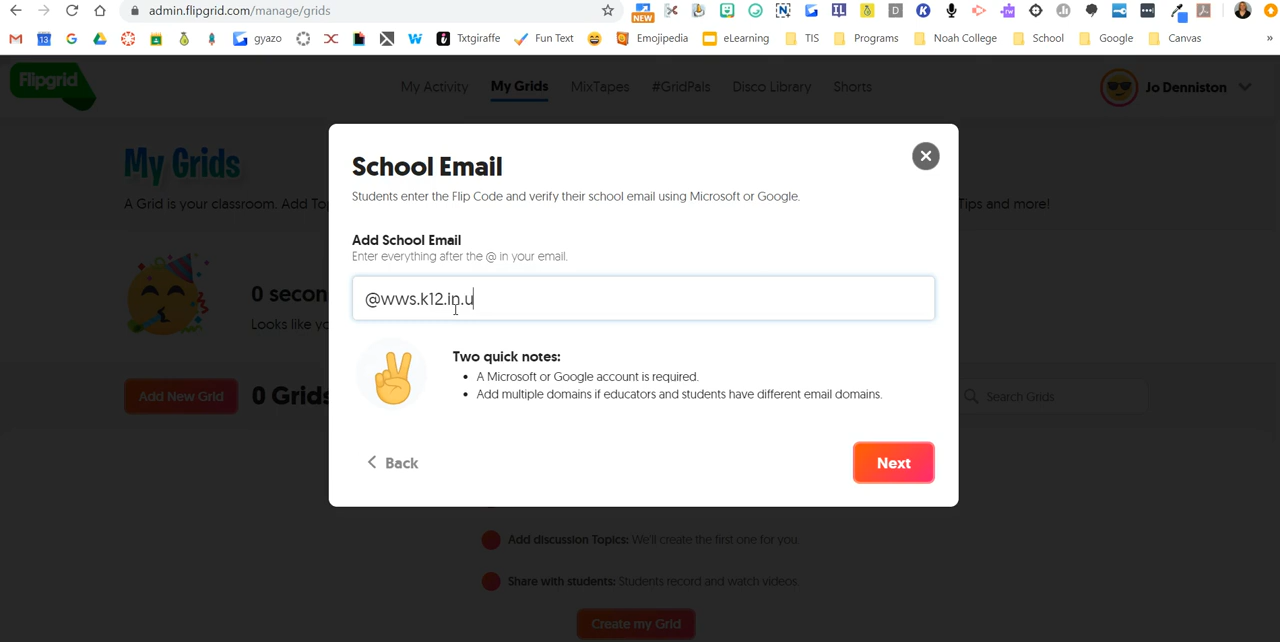 admin.flipgrid.com/manage/grids
NEW
gyazo
Txtgiraffe
Fun Text
Emojipedia
eLearning
TIS
Programs
Noah College
School
Google
Canvas
»
Flipgrid
My Activity
My Grids
MixTapes
#GridPals
Disco Library
Shorts
Jo Denniston
My Grids
A Grid is your classroom. Add Top
Tips and more!
School Email
Students enter the Flip Code and verify their school email using Microsoft or Google.
Add School Email
Enter everything after the @ in your email.
@wws.k12.in.u
0 secon
Looks like yo
Two quick notes:
A Microsoft or Google account is required.
Add multiple domains if educators and students have different email domains.
Add New Grid
0 Grids
Search Grids
Back
Next
Add discussion Topics: We'll create the first one for you.
Share with students: Students record and watch videos.
Create my Grid